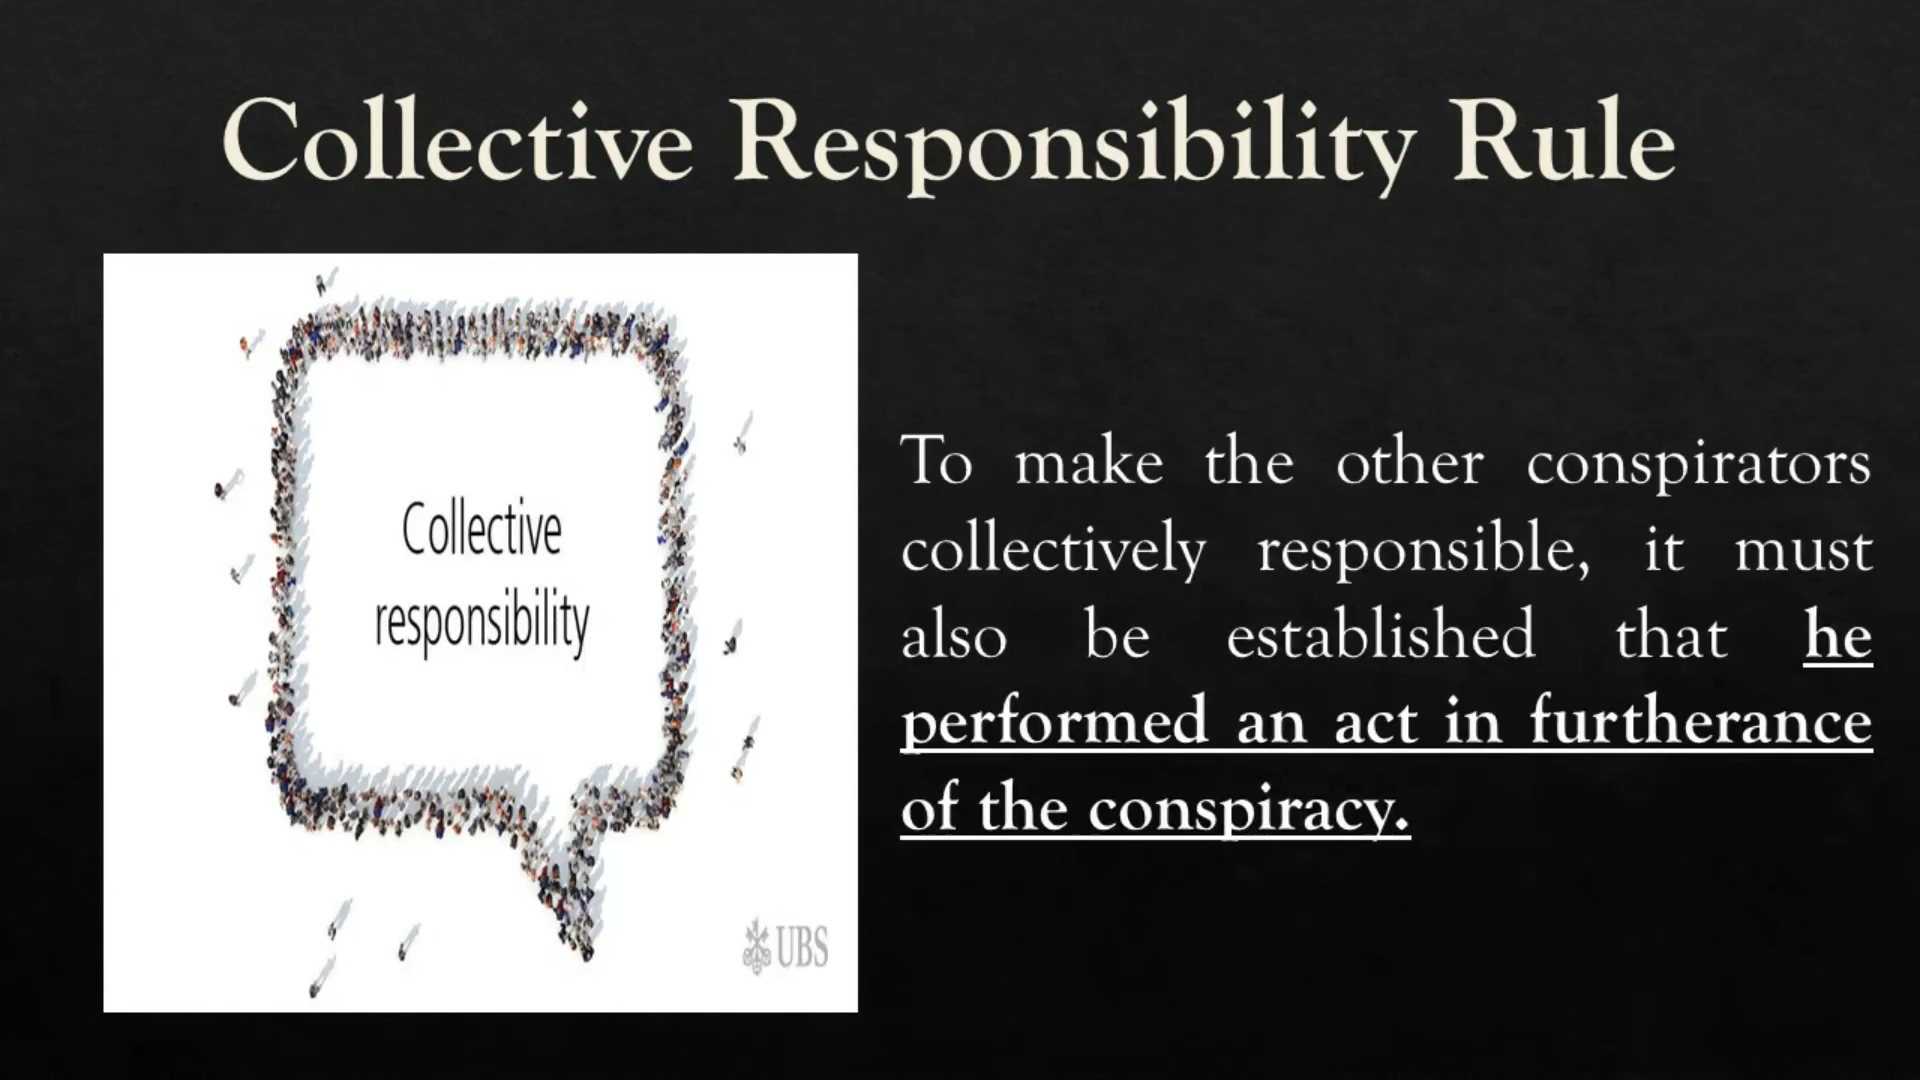 Collective Responsibility Rule
Collective
responsibility
UBS
To make the other conspirators
collectively responsible, it must
also be established that he
performed an act in furtherance
of the conspiracy.